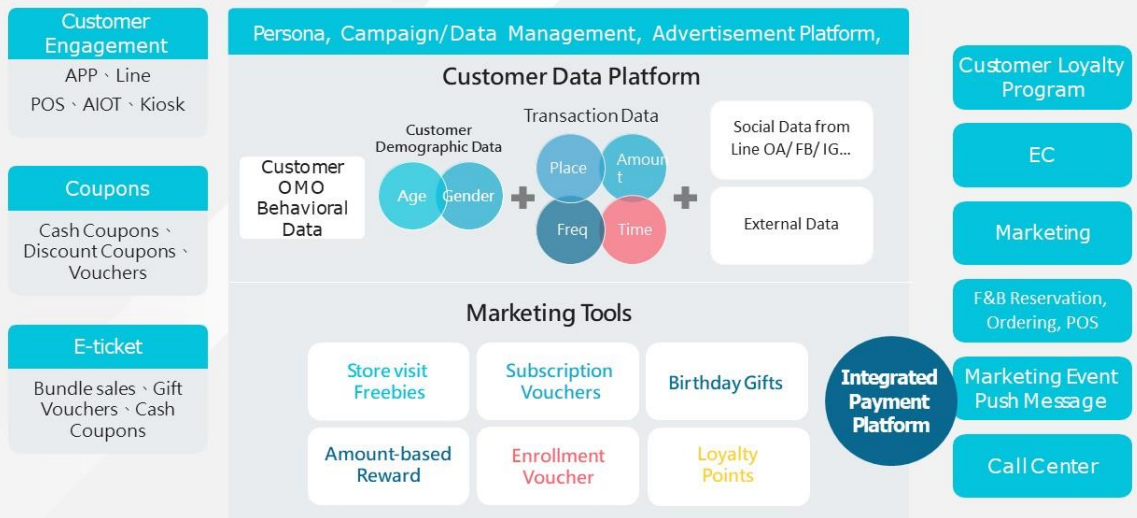 Customer
Engagement
APP、Line
POS、AIOT、Kiosk
Coupons
Cash Coupons、
Discount Coupons、
Vouchers
E-ticket
Bundle sales、Gift
Vouchers、Cash
Coupons
Persona, Campaign/Data Management, Advertisement Platform,
Customer Data Platform
Customer
OMO
Behavioral
Data
Customer
Demographic Data
Age
Gender
Transaction Data
Place
Amoun
t
Freq
Time
Social Data from
Line OA/ FB/ IG...
External Data
Marketing Tools
Store visit
Freebies
Subscription
Vouchers
Birthday Gifts
Amount-based
Reward
Enrollment
Voucher
Loyalty
Points
Integrated
Payment
Platform
Customer Loyalty
Program
EC
Marketing
F&B Reservation,
Ordering, POS
Marketing Event
Push Message
Call Center